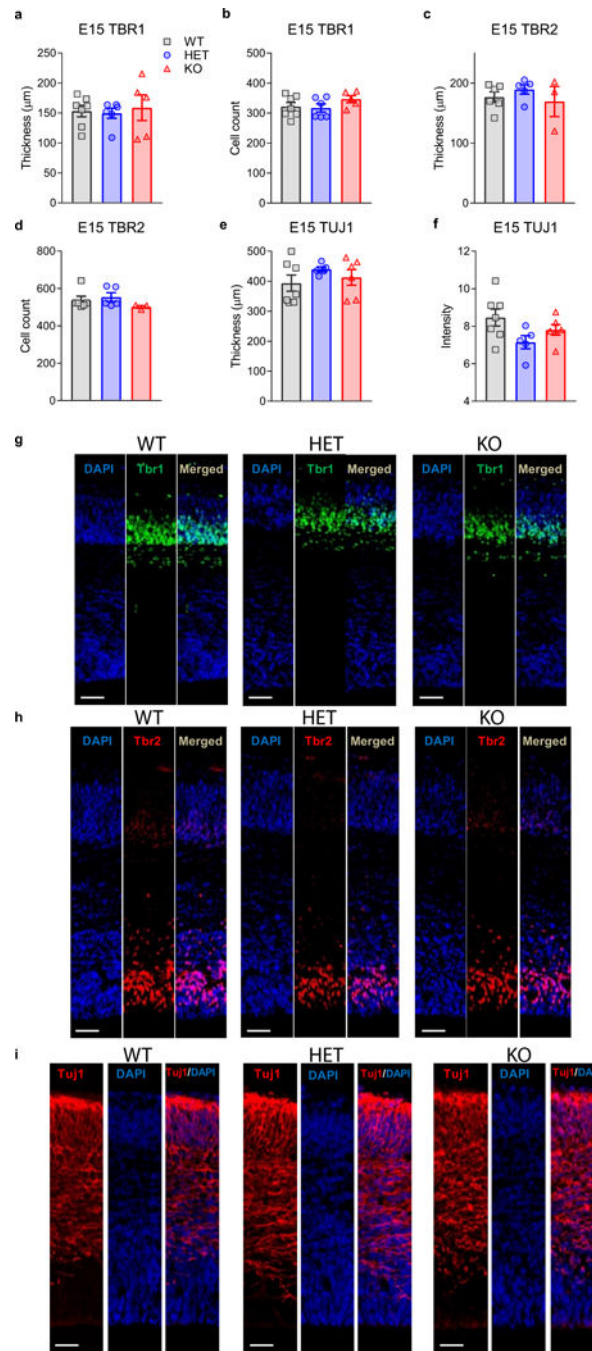 a
E15 TBR1
Thickness (μm)
200
150
100
50
0
WT
HET
KO
b
E15 TBR1
Cell count
500
400
300
200
100
0
c
E15 TBR2
Thickness (μm)
200
100
0
d
E15 TBR2
Cell count
800
600
400
200
0
e
E15 TUJ1
Thickness (μm)
500
400
300
200
100
0
f
E15 TUJ1
Intensity
12
10
8
6
4
g
WT
HET
KO
DAPI Tbr1 Merged
DAPI Tbr1 Merged
DAPI Tbr1 Merged
h
WT
HET
KO
DAPI Tbr2 Merged
DAPI Tbr2 Merged
DAPI Tbr2 Merged
i
WT
HET
KO
Tuj1 DAPI Tuj1/DAPI
Tuj1 DAPI Tuj1/DAPI
Tuj1 DAPI Tuj1/DAPI